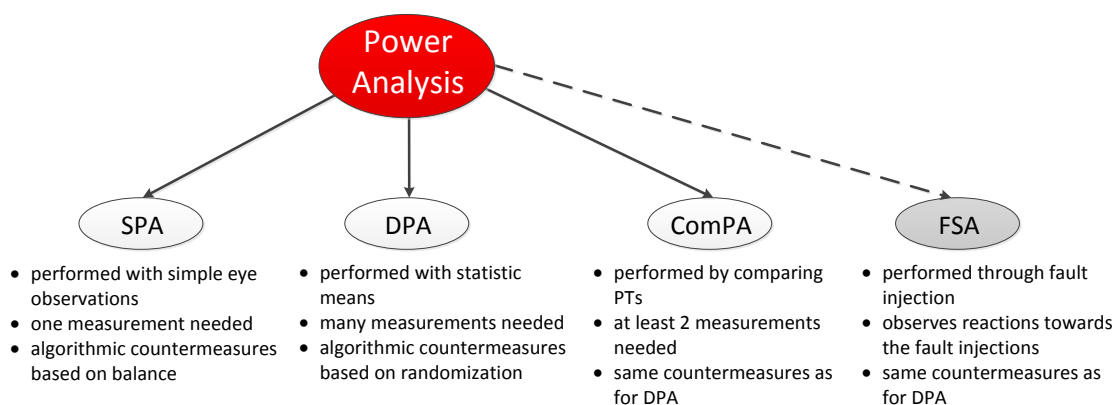 Power
Analysis
SPA
• performed with simple eye
observations
• one measurement needed
• algorithmic countermeasures
based on balance
DPA
• performed with statistic
means
• many measurements needed
• algorithmic countermeasures
based on randomization
ComPA
• performed by comparing
PTs
• at least 2 measurements
needed
• same countermeasures as
for DPA
FSA
• performed through fault
injection
• observes reactions towards
the fault injections
• same countermeasures as
for DPA